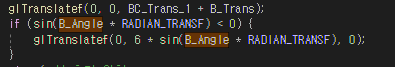 glTranslatef(0, 0, BC_Trans_1 + B_Trans);
if (sin(B_Angle * RADIAN_TRANSF) < 0) {
glTranslatef(0, 6 * sin(B_Angle * RADIAN_TRANSF), 0);
}